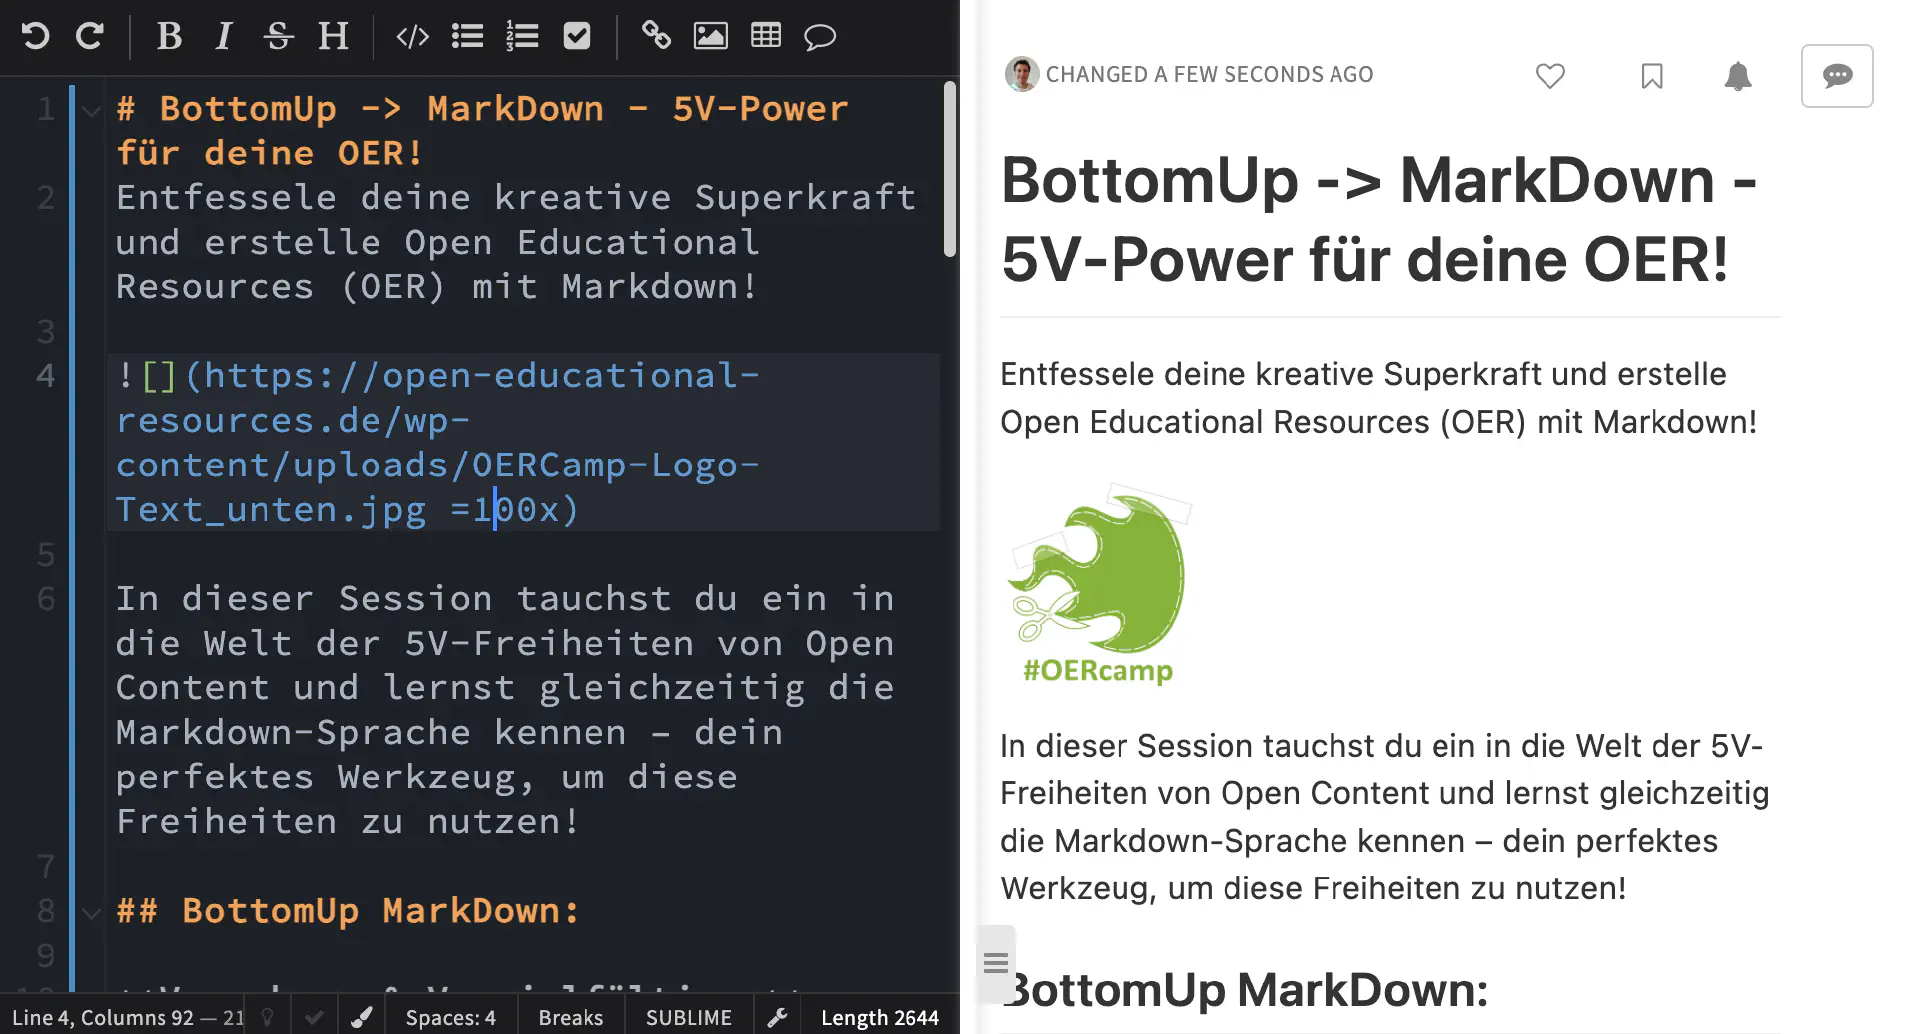 B I S H
1 # BottomUp -> MarkDown - 5V-Power
für deine OER!
2 Entfessele deine kreative Superkraft
und erstelle Open Educational
Resources (OER) mit Markdown!
3
4 ![](https://open-educational-
resources.de/wp-
content/uploads/OERCamp-Logo-
Text_unten.jpg =100x)
5
6 In dieser Session tauchst du ein in
die Welt der 5V-Freiheiten von Open
Content und lernst gleichzeitig die
Markdown-Sprache kennen – dein
perfektes Werkzeug, um diese
Freiheiten zu nutzen!
7
8 ## BottomUp MarkDown:
9
Line 4, Columns 92 — 21
Spaces: 4
Breaks
SUBLIME
Length 2644
CHANGED A FEW SECONDS AGO
BottomUp -> MarkDown -
5V-Power für deine OER!
Entfessele deine kreative Superkraft und erstelle
Open Educational Resources (OER) mit Markdown!
#OERcamp
In dieser Session tauchst du ein in die Welt der 5V-
Freiheiten von Open Content und lernst gleichzeitig
die Markdown-Sprache kennen – dein perfektes
Werkzeug, um diese Freiheiten zu nutzen!
BottomUp MarkDown: